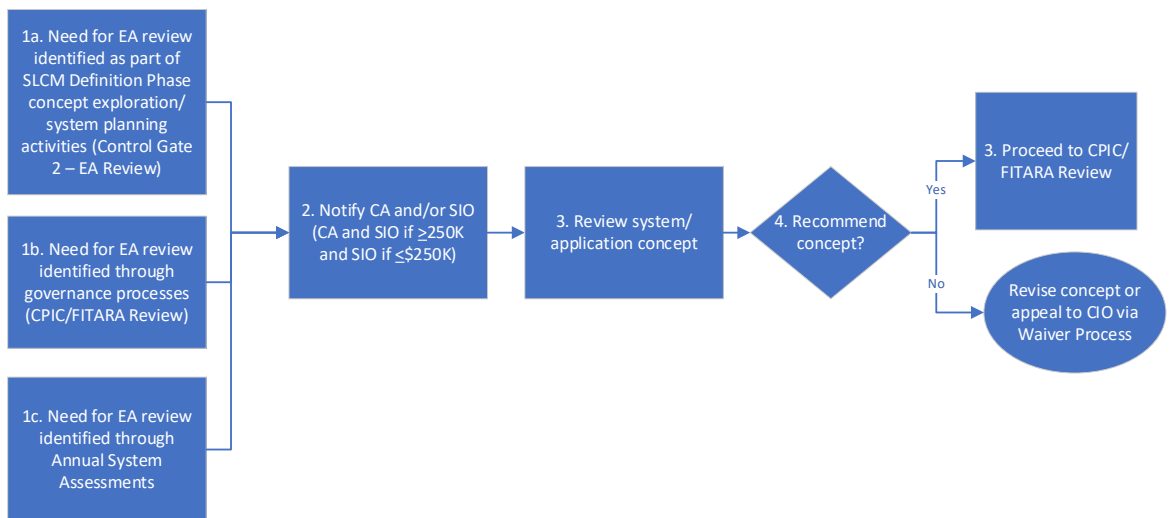 1a. Need for EA review
identified as part of
SLCM Definition Phase
concept exploration/
system planning
activities (Control Gate
2 – EA Review)
1b. Need for EA review
identified through
governance processes
(CPIC/FITARA Review)
1c. Need for EA review
identified through
Annual System
Assessments
2. Notify CA and/or SIO
(CA and SIO if ≥250K
and SIO if ≤$250K)
3. Review system/
application concept
4. Recommend
concept?
Yes
3. Proceed to CPIC/
FITARA Review
No
Revise concept or
appeal to CIO via
Waiver Process